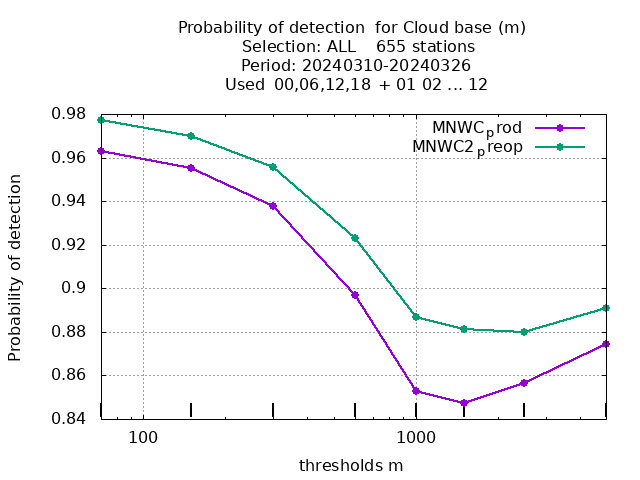 Probability of detection  for Cloud base (m)
Selection: ALL    655 stations
Period: 20240310-20240326
Used  00,06,12,18 + 01 02 ... 12
MNWCprod
MNWC2preop
0.98
0.96
0.94
0.92
0.9
0.88
0.86
0.84
Probability of detection
100
1000
thresholds m